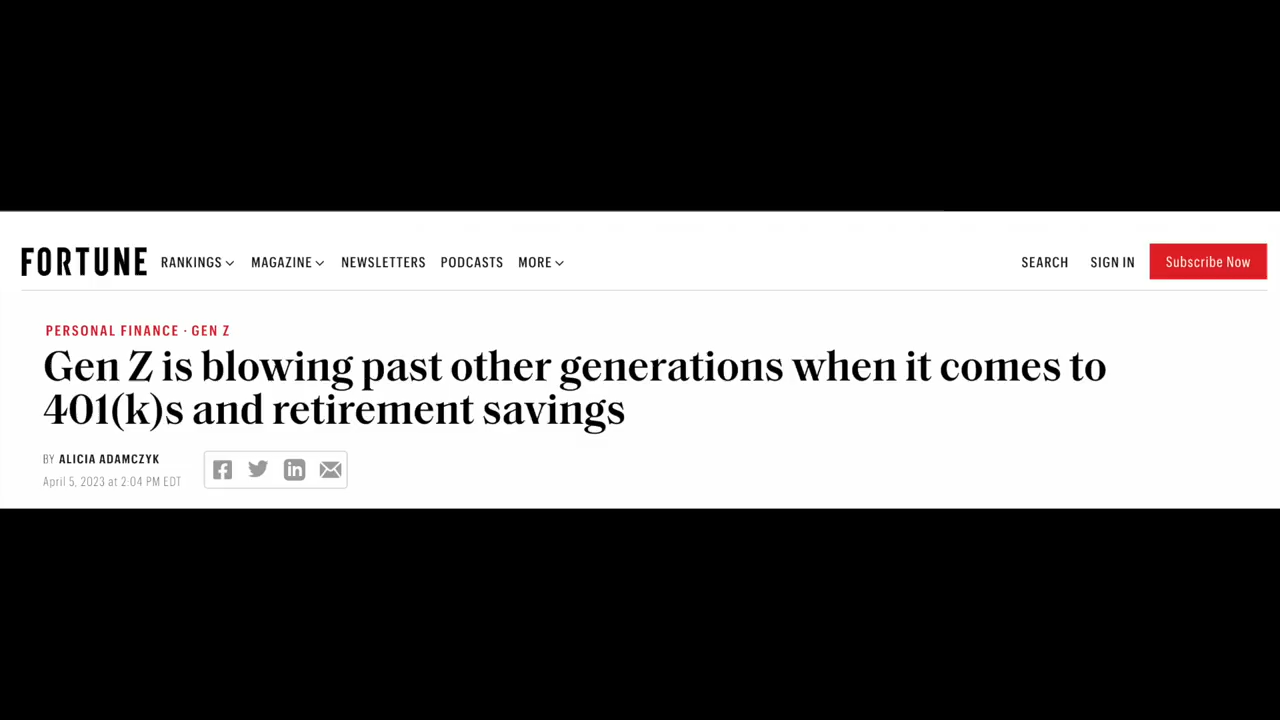 FORTUNE RANKINGS MAGAZINE NEWSLETTERS PODCASTS MORE SEARCH SIGN IN Subscribe Now
PERSONAL FINANCE · GEN Z
Gen Z is blowing past other generations when it comes to
401(k)s and retirement savings
BY ALICIA ADAMCZYK
April 5, 2023 at 2:04 PM EDT